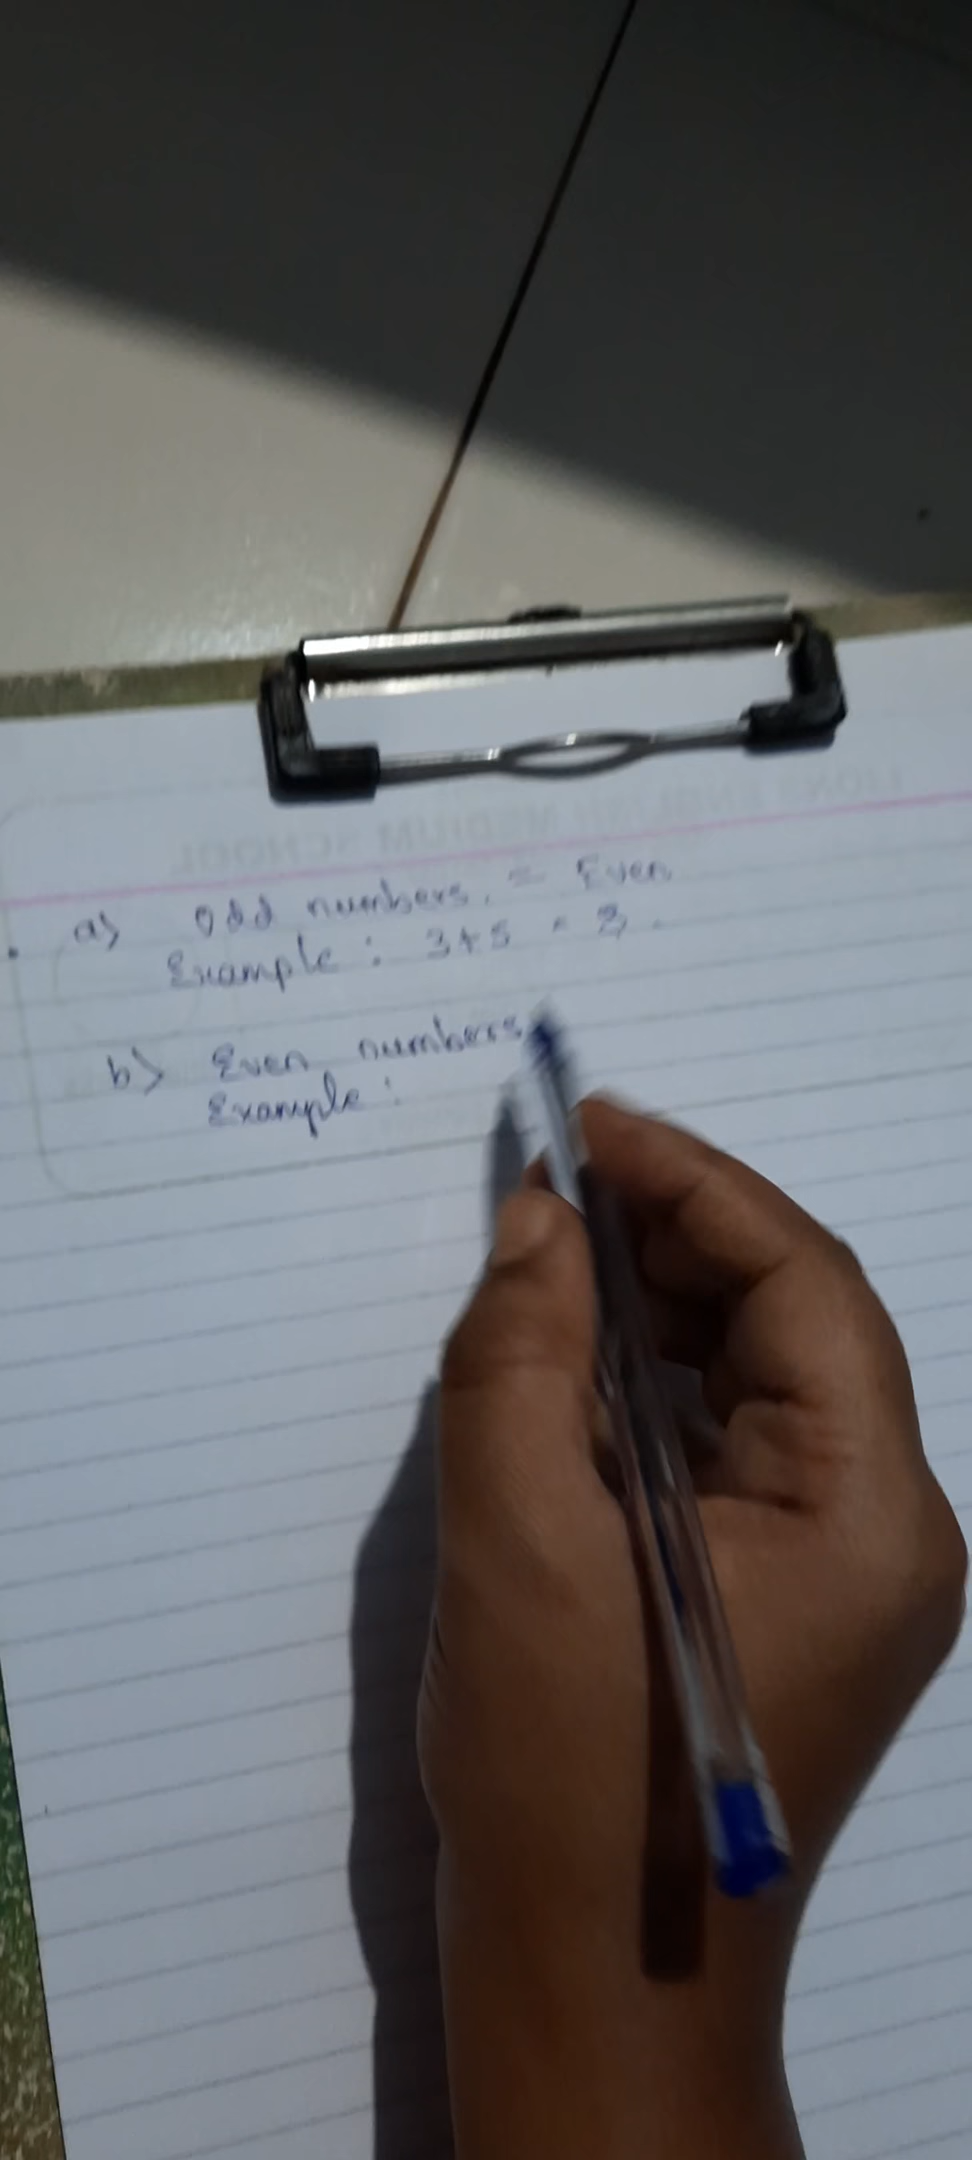 a) Odd numbers. = Even
Example : 3+5 = 8.
b) Even numbers
Example :